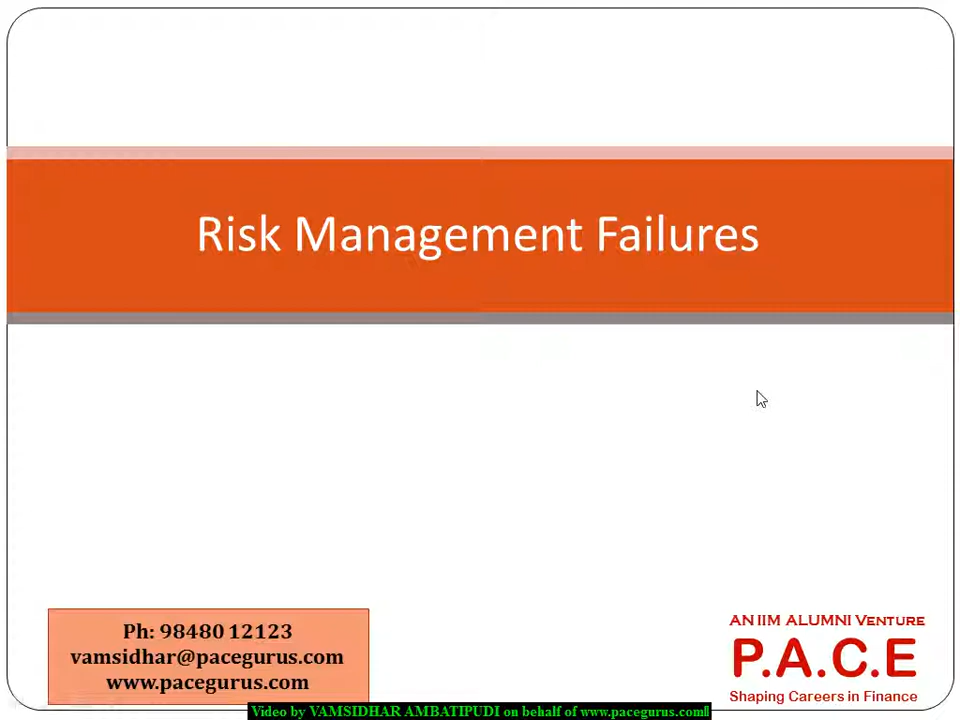 Risk Management Failures
Ph: 98480 12123
vamsidhar@pacegurus.com
www.pacegurus.com
AN IIM ALUMNI VENTURE
P.A.C.E
Shaping Careers in Finance
Video by VAMSIDHAR AMBATIPUDI on behalf of www.pacegurus.com